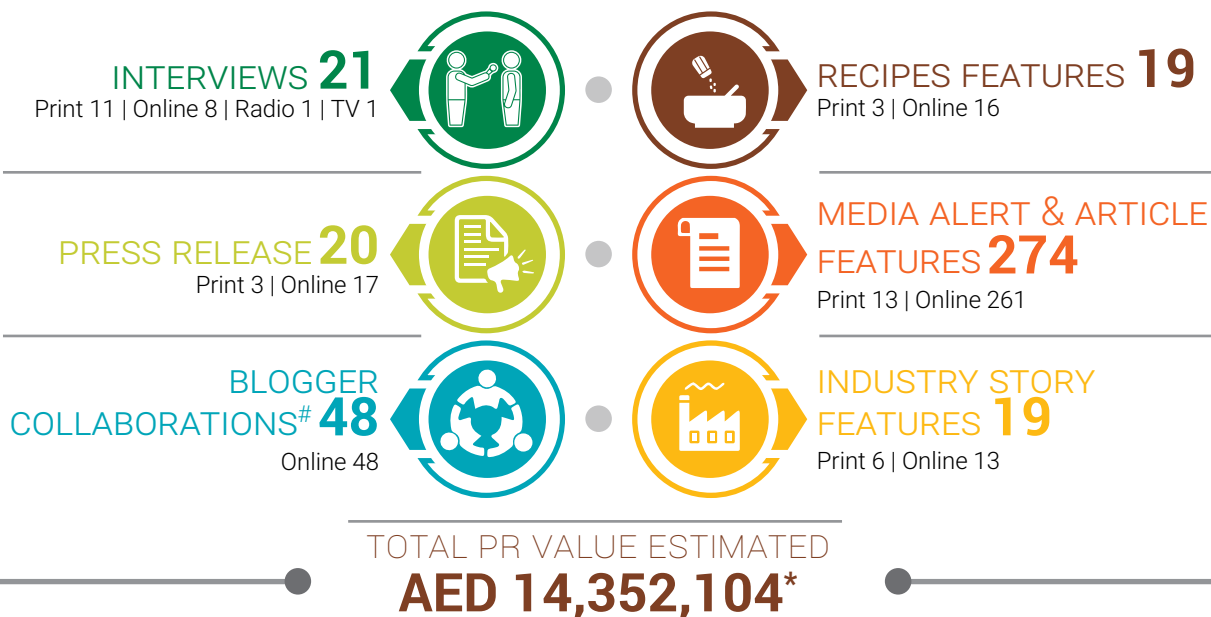 INTERVIEWS 21
Print 11 | Online 8 | Radio 1 | TV 1
RECIPES FEATURES 19
Print 3 | Online 16
PRESS RELEASE 20
Print 3 | Online 17
MEDIA ALERT & ARTICLE
FEATURES 274
Print 13 | Online 261
BLOGGER
COLLABORATIONS# 48
Online 48
INDUSTRY STORY
FEATURES 19
Print 6 | Online 13
TOTAL PR VALUE ESTIMATED
AED 14,352,104*